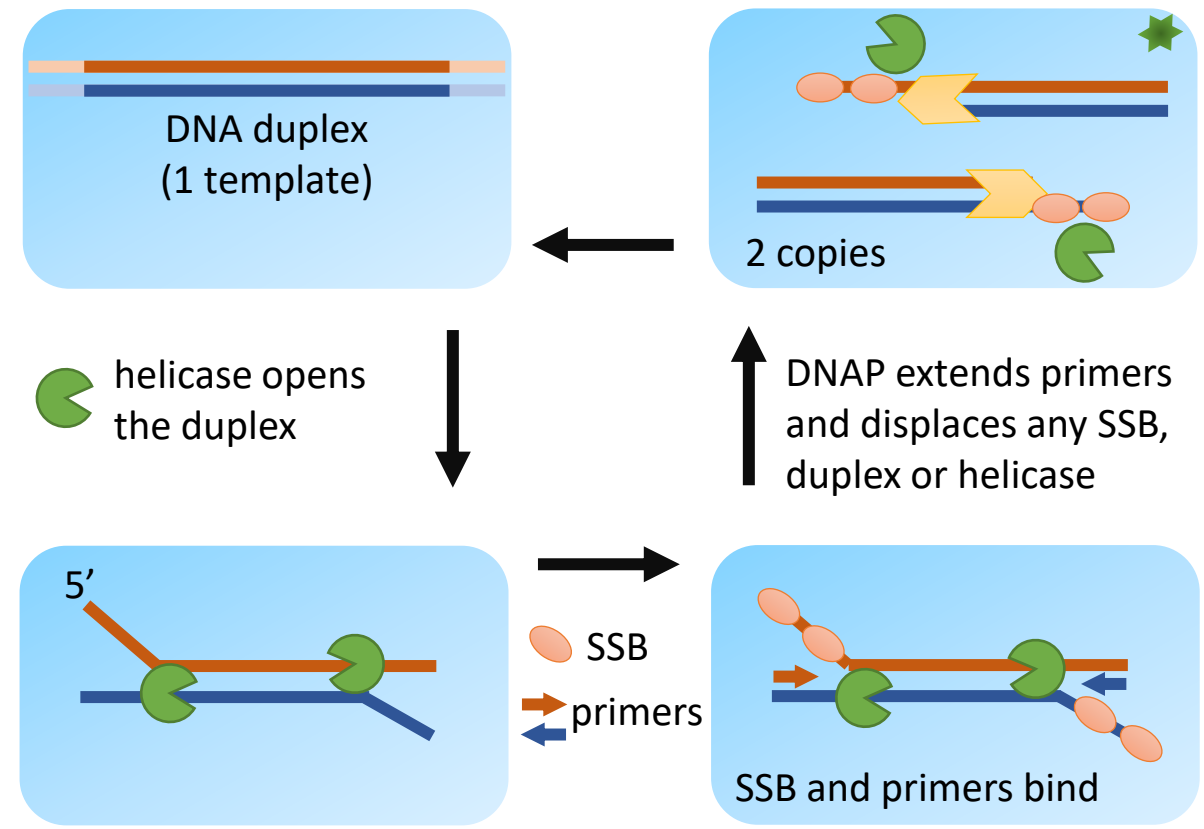 DNA duplex
(1 template)
2 copies
helicase opens
the duplex
DNAP extends primers
and displaces any SSB,
duplex or helicase
5’
SSB
primers
SSB and primers bind